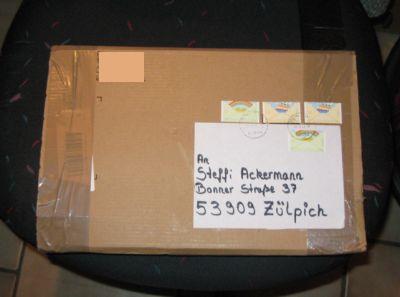 An
Steffi Ackermann
Bonner Straße 37
53909 Zülpich